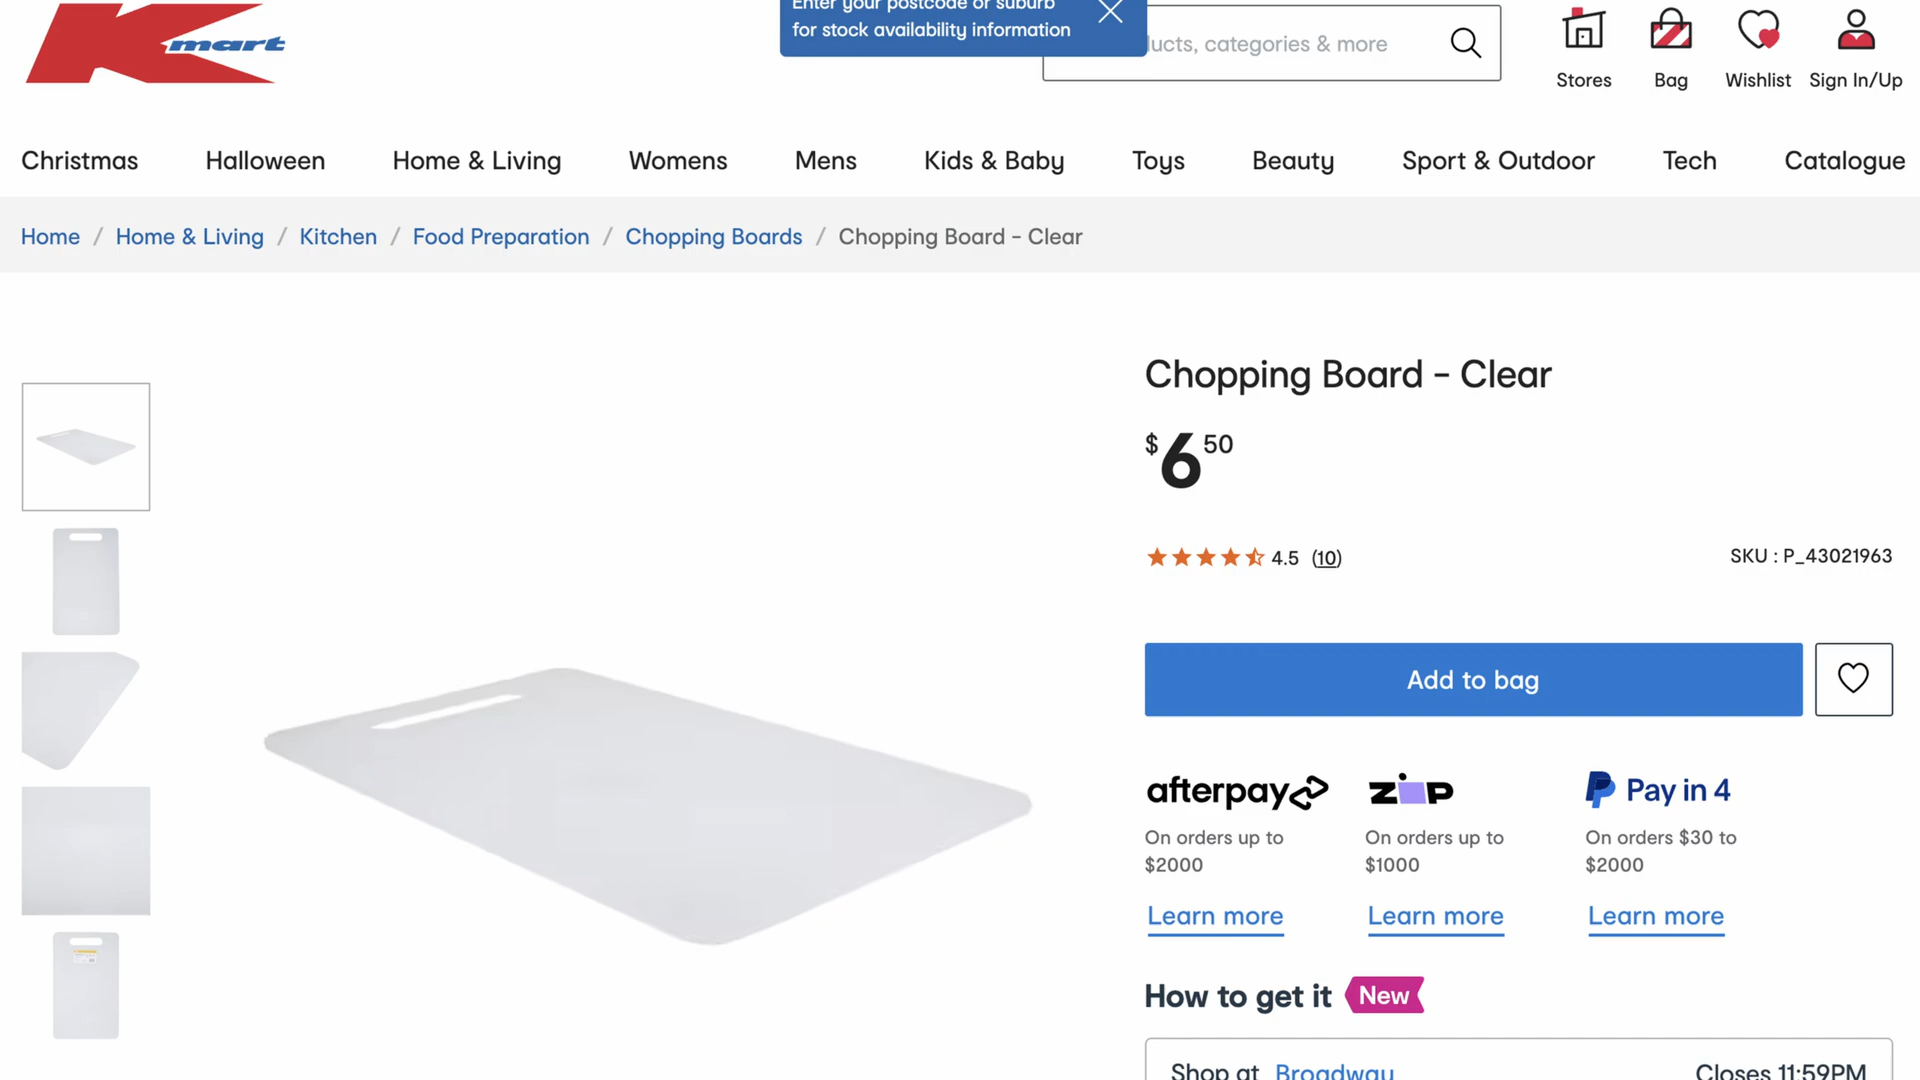 Kmart
Enter your postcode or suburb
for stock availability information
ucts, categories & more
Stores
Bag
Wishlist
Sign In/Up
Christmas
Halloween
Home & Living
Womens
Mens
Kids & Baby
Toys
Beauty
Sport & Outdoor
Tech
Catalogue
Home / Home & Living / Kitchen / Food Preparation / Chopping Boards / Chopping Board - Clear
Chopping Board - Clear
$6 50
4.5 (10)
SKU : P_43021963
Add to bag
afterpay
On orders up to
$2000
Learn more
zip
On orders up to
$1000
Learn more
Pay in 4
On orders $30 to
$2000
Learn more
How to get it New
Shop at Broadway
Closes 11:59PM